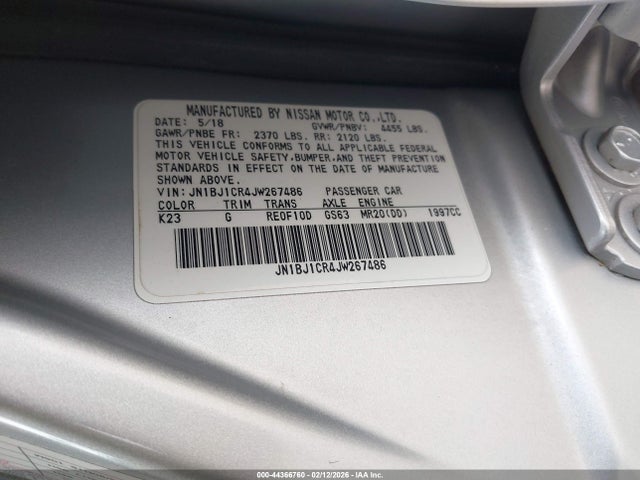 MANUFACTURED BY NISSAN MOTOR CO.,LTD.
DATE: 5/18 GVWR/PNBV: 4455 LBS.
GAWR/PNBE FR: 2370 LBS. RR: 2120 LBS.
THIS VEHICLE CONFORMS TO ALL APPLICABLE FEDERAL
MOTOR VEHICLE SAFETY,BUMPER,AND THEFT PREVENTION
STANDARDS IN EFFECT ON THE DATE OF MANUFACTURE
SHOWN ABOVE.
VIN: JN1BJ1CR4JW267486 PASSENGER CAR
COLOR TRIM TRANS AXLE ENGINE
K23 G RE0F10D GS63 MR20(DD) 1997CC
JN1BJ1CR4JW267486
000-44366760 - 02/12/2026 - IAA Inc.